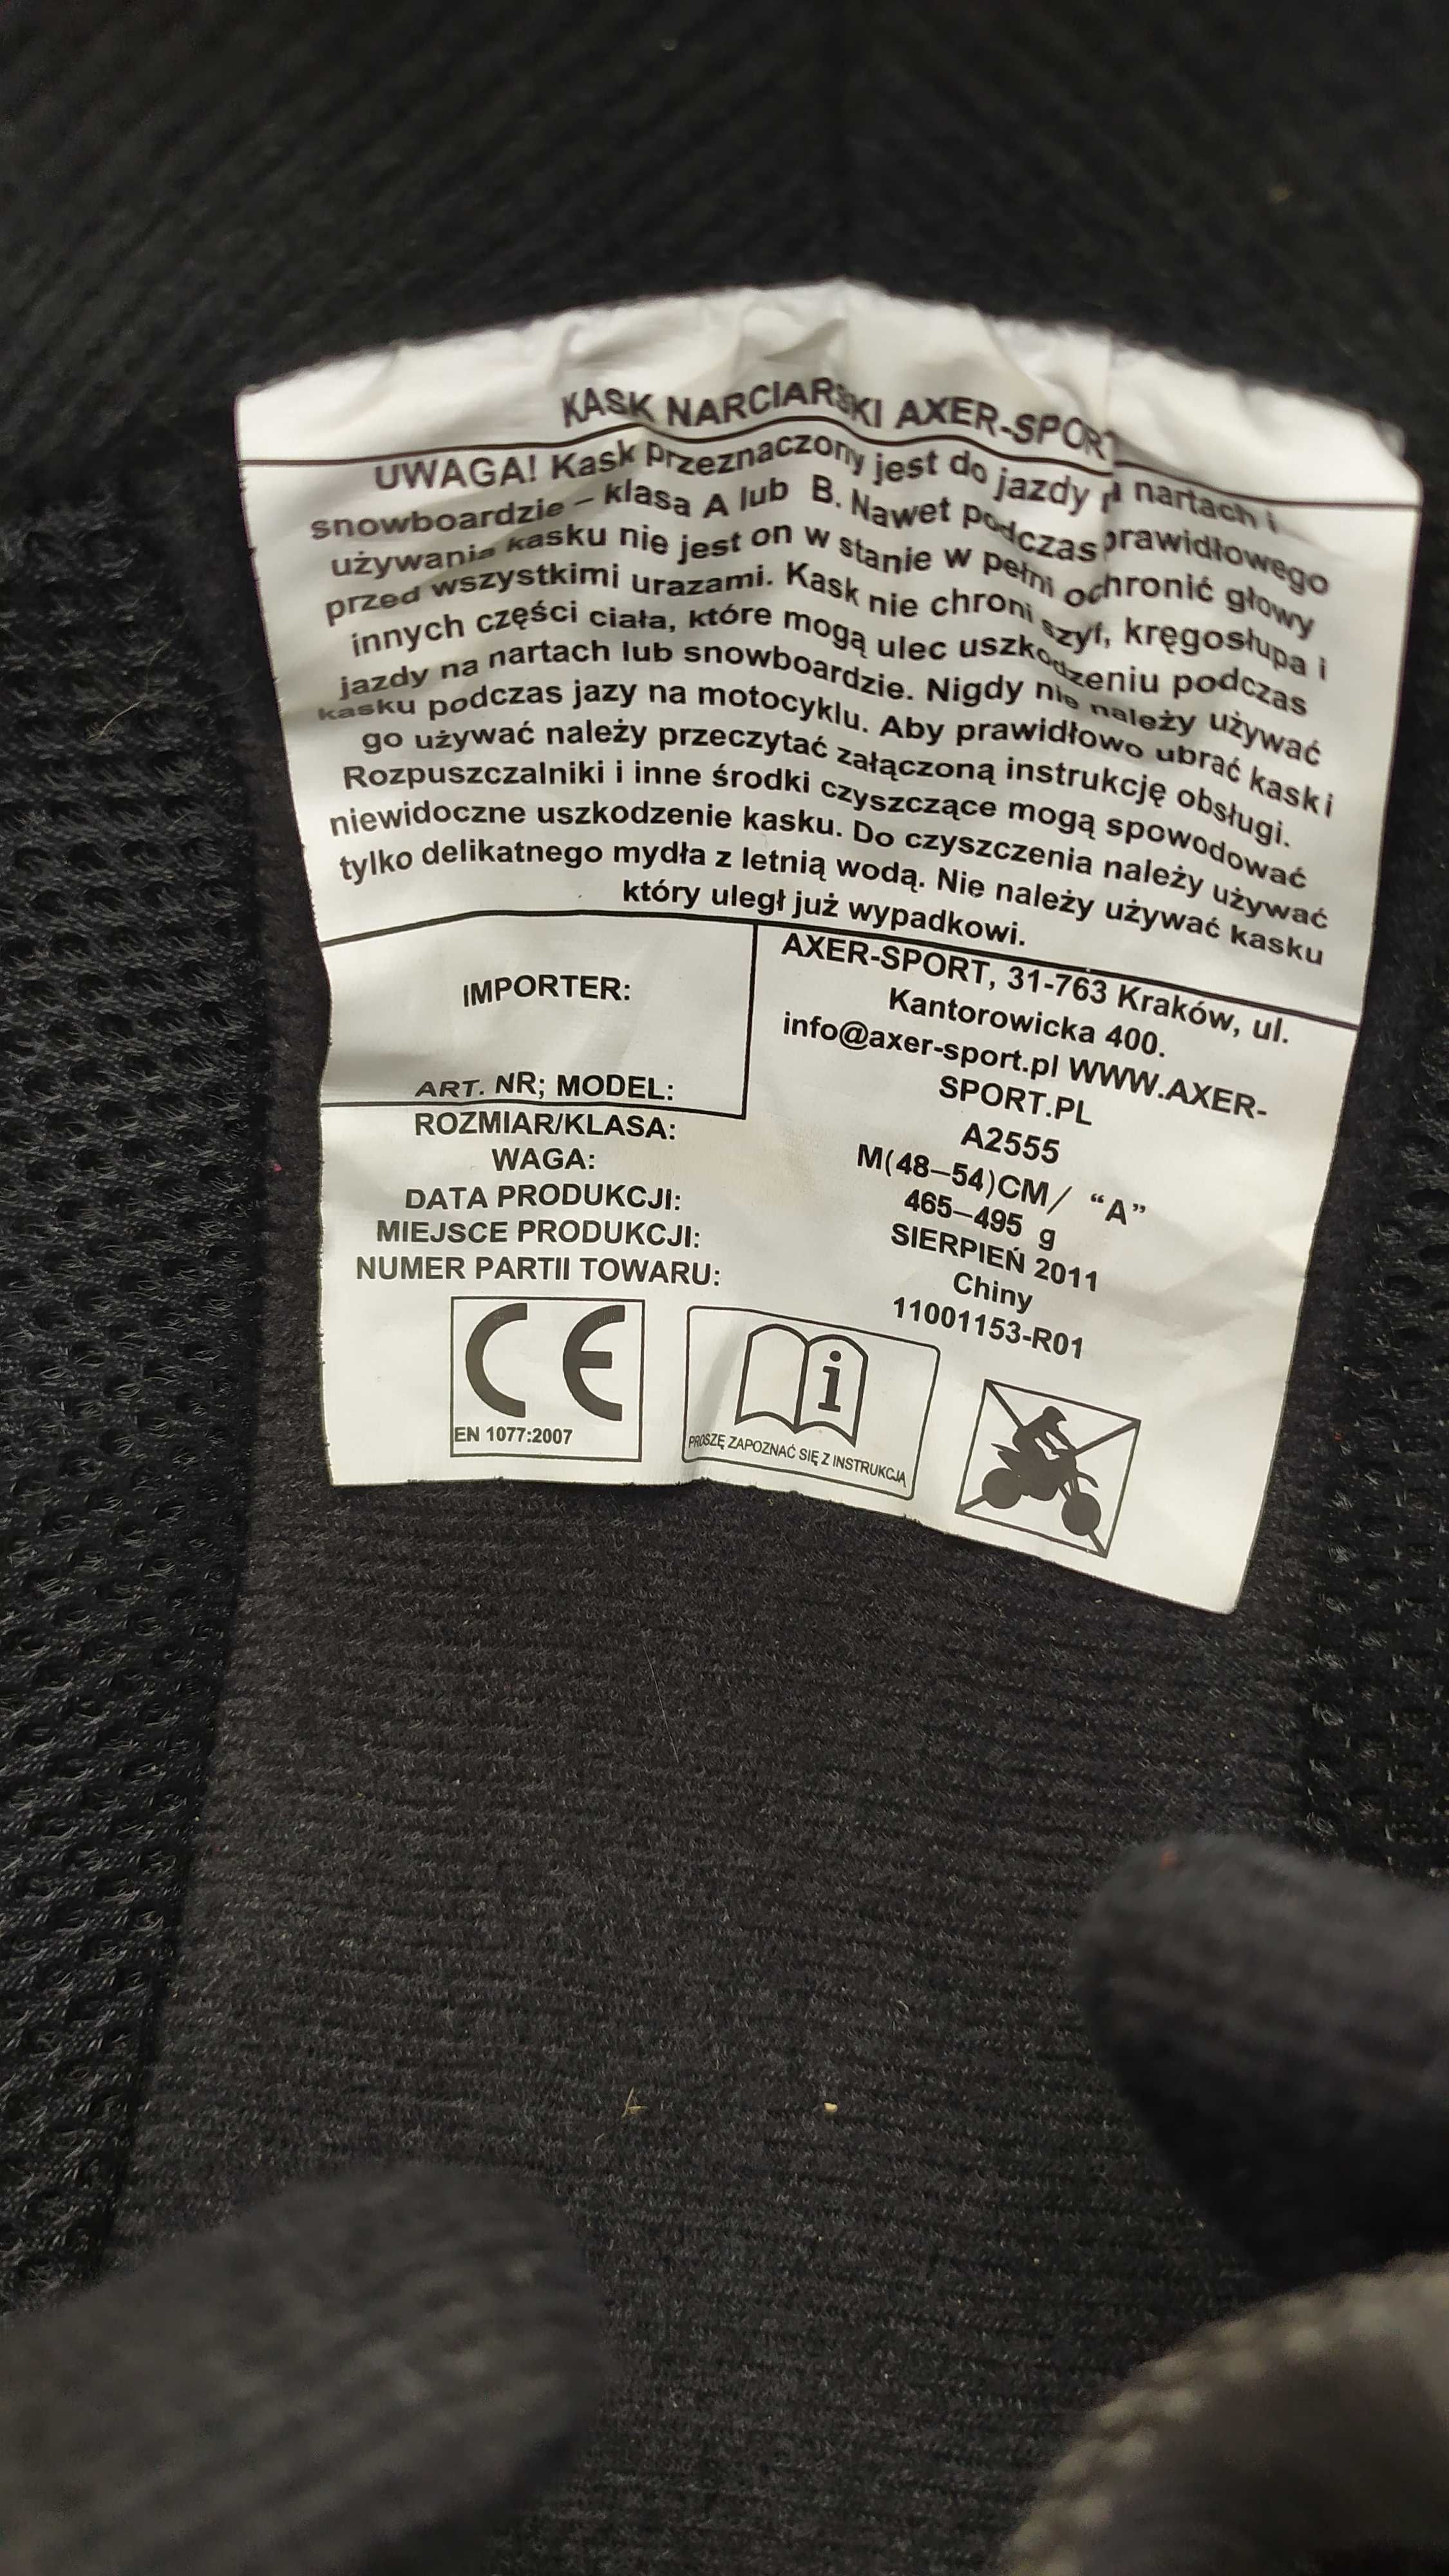 KASK NARCIARSKI AXER-SPORT
UWAGA! Kask przeznaczony jest do jazdy nartach i
snowboardzie – klasa A lub B. Nawet podczas prawidłowego
używania kasku nie jest on w stanie w pełni ochronić głowy
przed wszystkimi urazami. Kask nie chroni szyi, kręgosłupa i
innych części ciała, które mogą ulec uszkodzeniu podczas
jazdy na nartach lub snowboardzie. Nigdy nie należy używać
kasku podczas jazy na motocyklu. Aby prawidłowo ubrać kask i
go używać należy przeczytać załączoną instrukcję obsługi.
Rozpuszczalniki i inne środki czyszczące mogą spowodować
niewidoczne uszkodzenie kasku. Do czyszczenia należy używać
tylko delikatnego mydła z letnią wodą. Nie należy używać kasku
który uległ już wypadkowi.
IMPORTER:
AXER-SPORT, 31-763 Kraków, ul.
Kantorowicka 400.
info@axer-sport.pl WWW.AXER-
SPORT.PL
ART. NR; MODEL: A2555
ROZMIAR/KLASA: M(48–54)CM/ “A”
WAGA: 465–495 g
DATA PRODUKCJI: SIERPIEŃ 2011
MIEJSCE PRODUKCJI: Chiny
NUMER PARTII TOWARU: 11001153-R01
CE
EN 1077:2007
i
PROSZĘ ZAPOZNAĆ SIĘ Z INSTRUKCJĄ